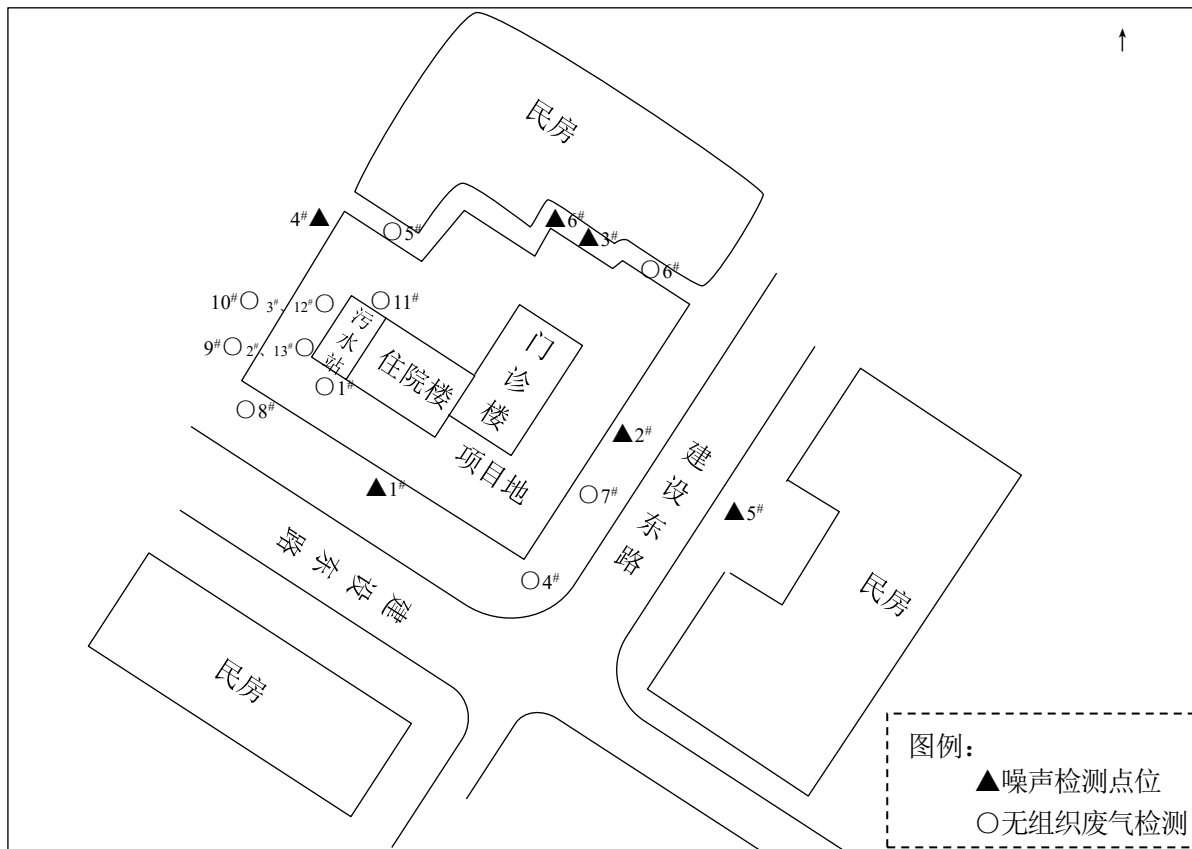 ↑
民房
4# ▲
○5#
▲6#
▲3#
○6#
10# ○
3#、12# ○
○11#
9# ○
2#、13# ○
○1#
○8#
污水站
住院楼
门诊楼
项目地
▲1#
▲2#
○7#
○4#
建设东路
建设东路
▲5#
民房
民房
图例：
▲噪声检测点位
○无组织废气检测